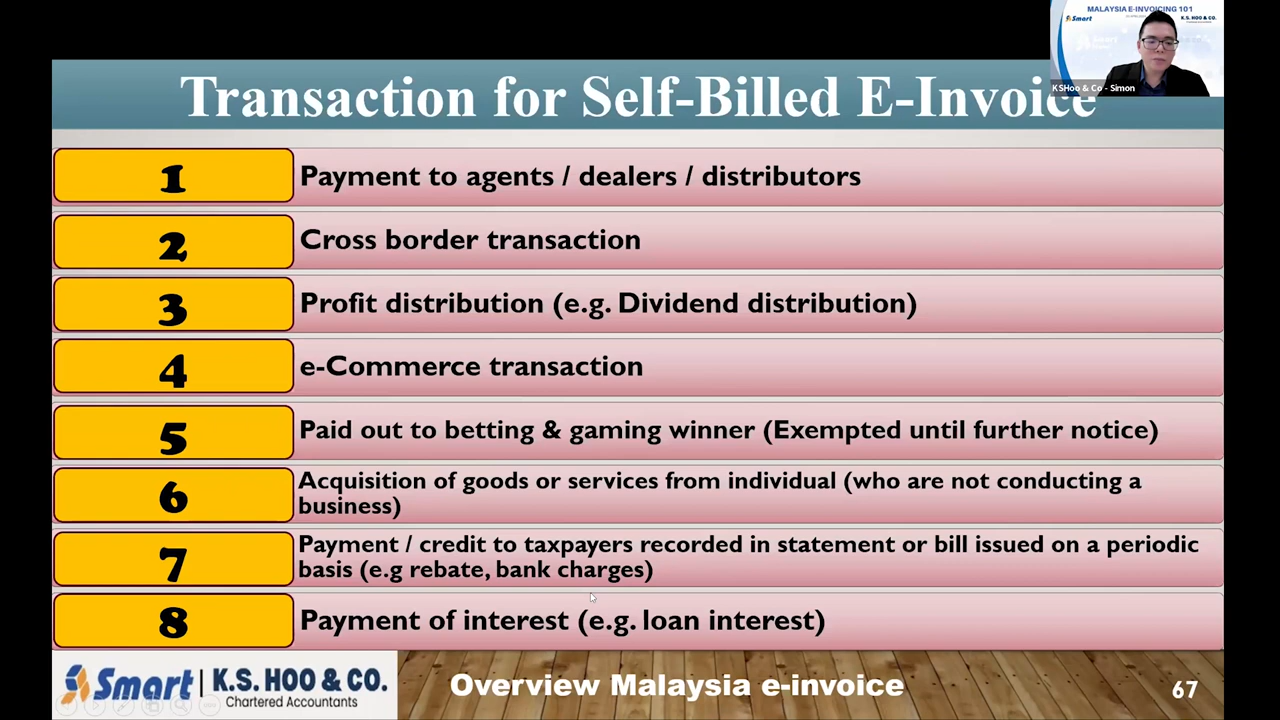 MALAYSIA E-INVOICING 101
Smart
K.S. HOO & CO.
KSHoo & Co - Simon
Transaction for Self-Billed E-Invoice
1
Payment to agents / dealers / distributors
2
Cross border transaction
3
Profit distribution (e.g. Dividend distribution)
4
e-Commerce transaction
5
Paid out to betting & gaming winner (Exempted until further notice)
6
Acquisition of goods or services from individual (who are not conducting a
business)
7
Payment / credit to taxpayers recorded in statement or bill issued on a periodic
basis (e.g rebate, bank charges)
8
Payment of interest (e.g. loan interest)
Smart | K.S. HOO & CO.
Chartered Accountants
Overview Malaysia e-invoice
67